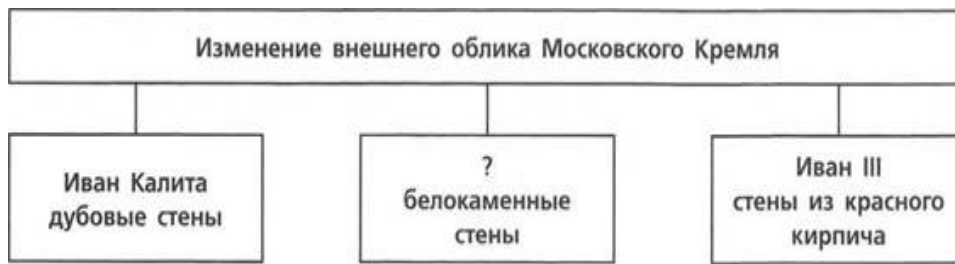 Изменение внешнего облика Московского Кремля
Иван Калита
дубовые стены
?
белокаменные
стены
Иван III
стены из красного
кирпича